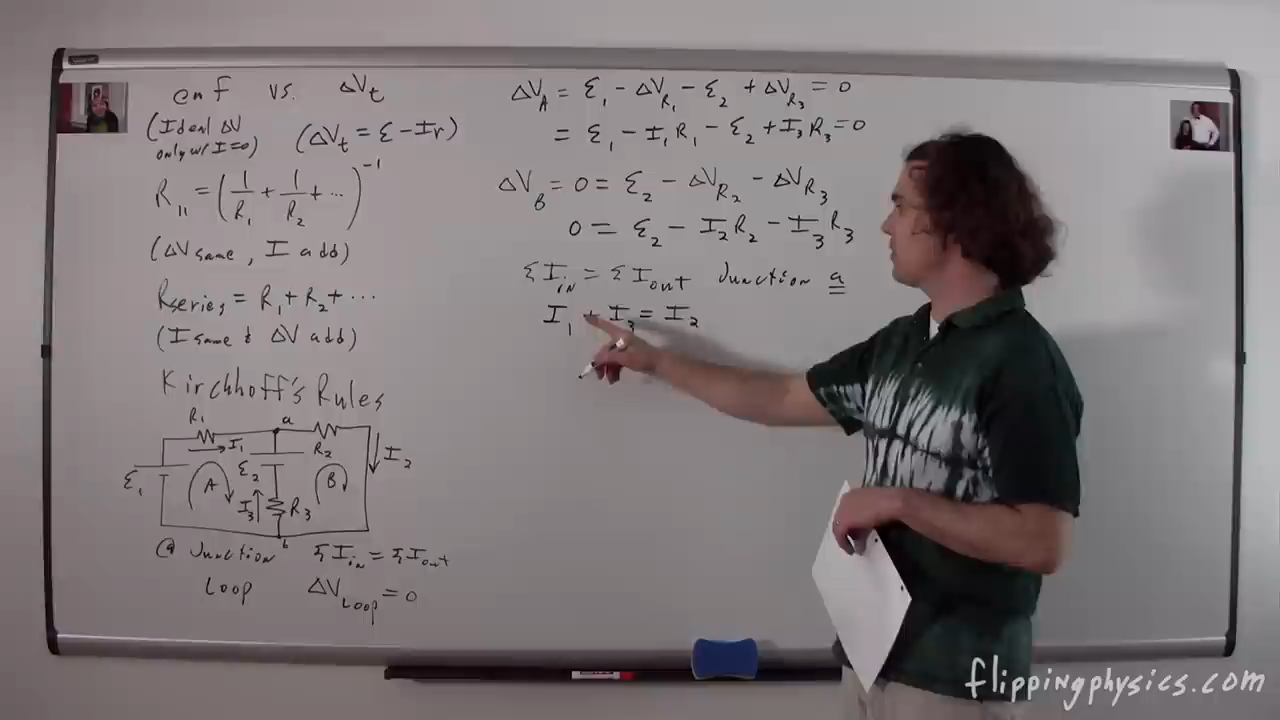 emf vs. ΔVt
(Ideal ΔV only w/ I=0) (ΔVt = ε - Ir)
R₁₁ = (1/R₁ + 1/R₂ + ...)⁻¹
(ΔV same, I add)
Rseries = R₁ + R₂ + ...
(I same & ΔV add)
Kirchhoff's Rules
R₁ a
I₁ R₂ I₂
ε₁ A ε₂ B
I₃ R₃
b
@ Junction ΣIin = ΣIout
Loop ΔVLoop = 0
ΔVA = ε₁ - ΔVR₁ - ε₂ + ΔVR₃ = 0
= ε₁ - I₁R₁ - ε₂ + I₃R₃ = 0
ΔVB = 0 = ε₂ - ΔVR₂ - ΔVR₃
0 = ε₂ - I₂R₂ - I₃R₃
ΣIin = ΣIout Junction a
I₁ + I₃ = I₂
flippingphysics.com